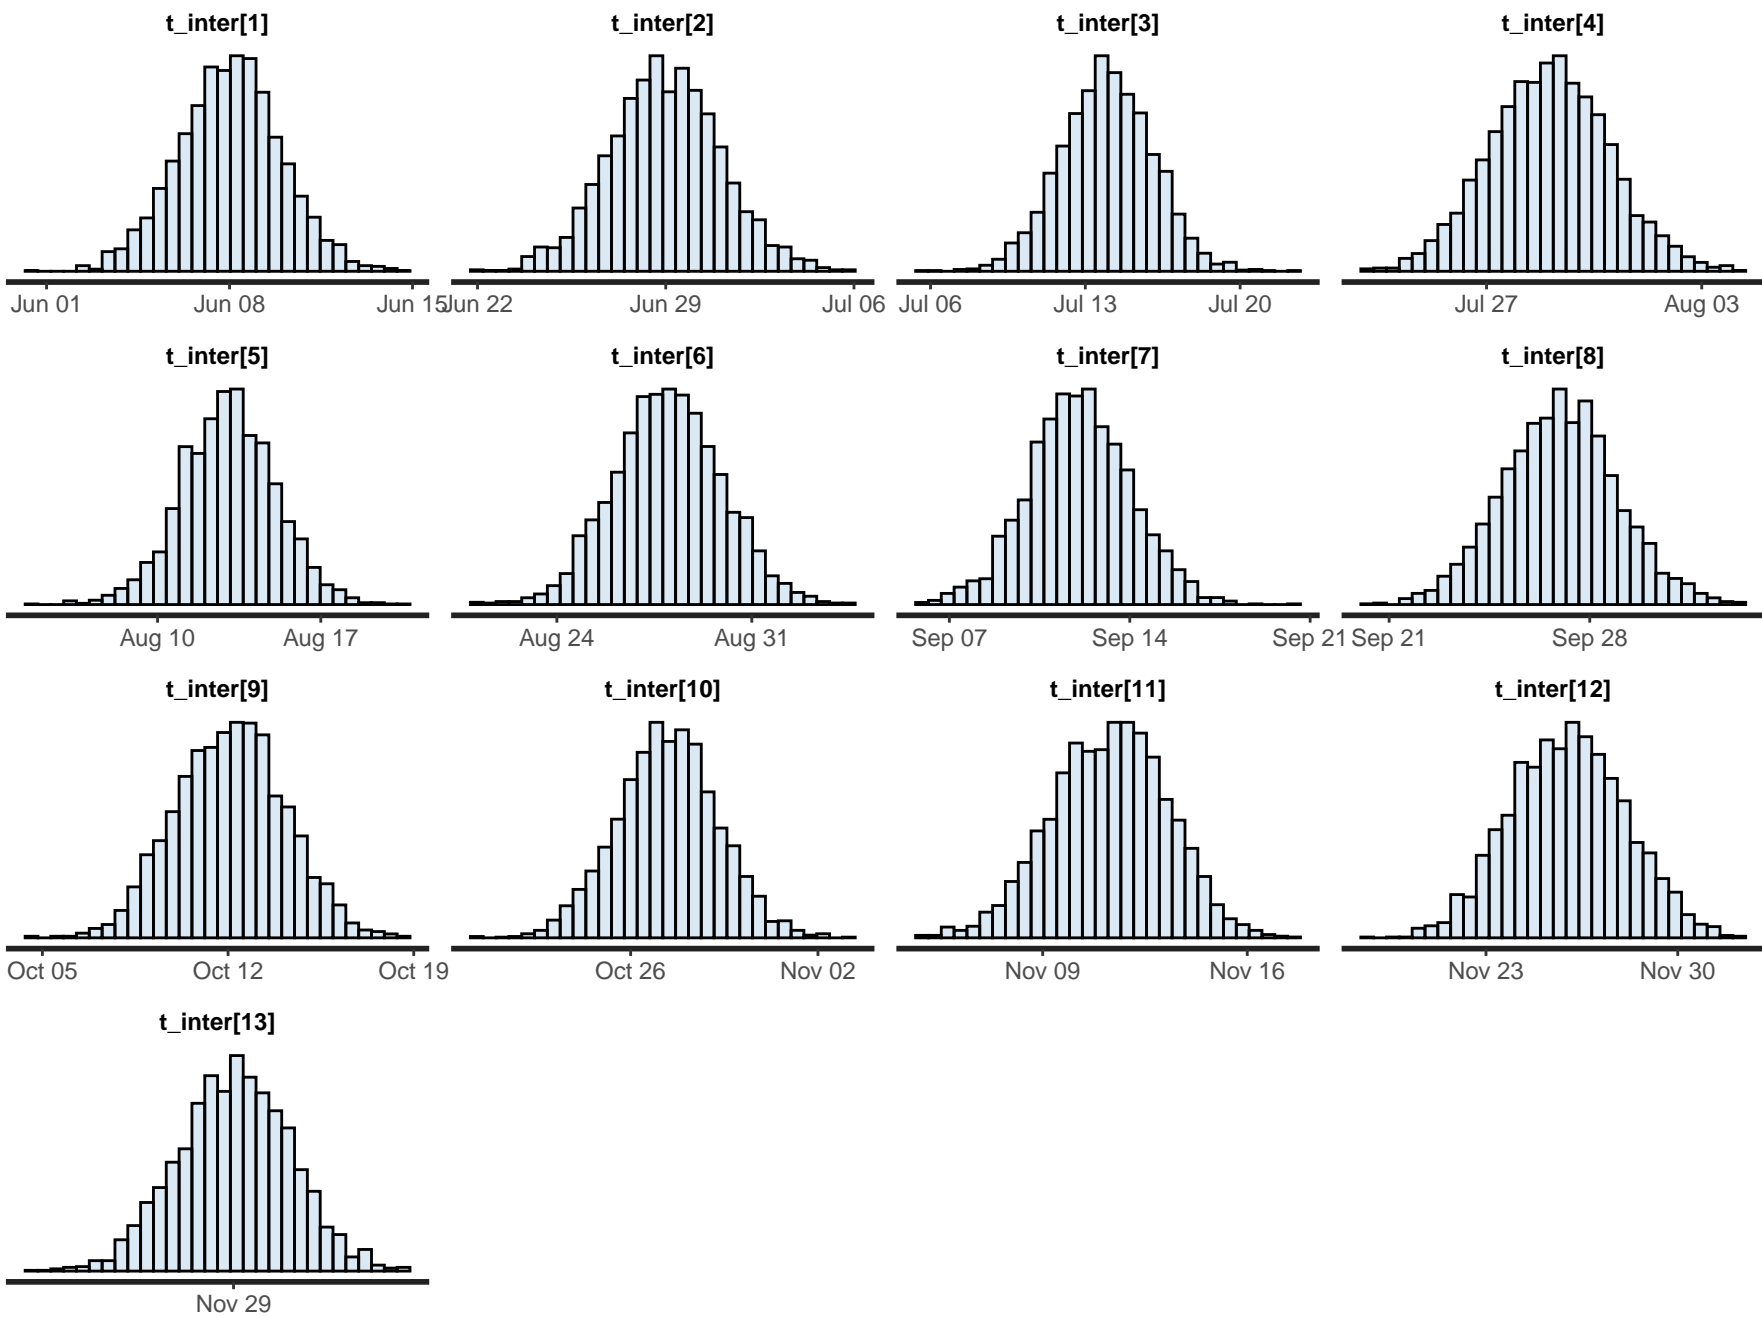 t_inter[1] t_inter[2] t_inter[3] t_inter[4]
Jun 01 Jun 08 Jun 15 Jun 22 Jun 29 Jul 06 Jul 06 Jul 13 Jul 20 Jul 27 Aug 03
t_inter[5] t_inter[6] t_inter[7] t_inter[8]
Aug 10 Aug 17 Aug 24 Aug 31 Sep 07 Sep 14 Sep 21 Sep 21 Sep 28
t_inter[9] t_inter[10] t_inter[11] t_inter[12]
Oct 05 Oct 12 Oct 19 Oct 26 Nov 02 Nov 09 Nov 16 Nov 23 Nov 30
t_inter[13]
Nov 29